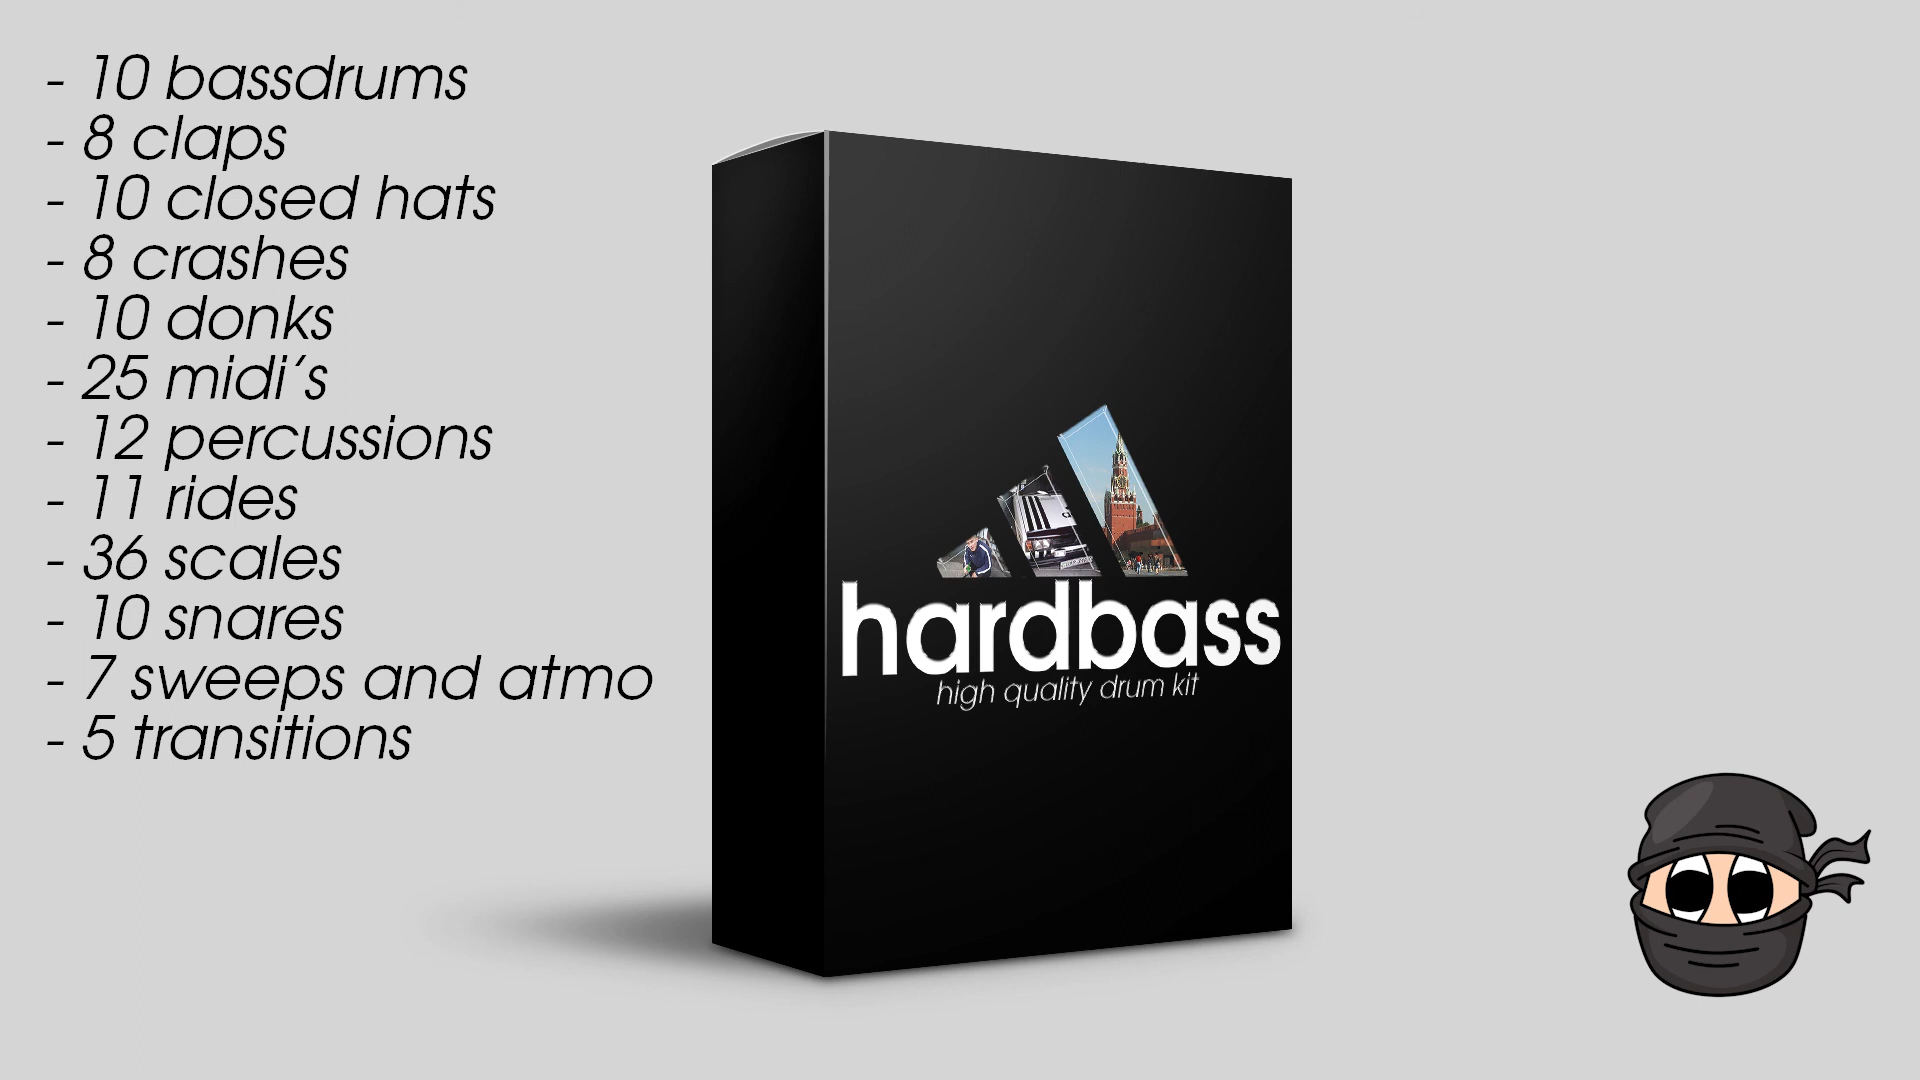 - 10 bassdrums
- 8 claps
- 10 closed hats
- 8 crashes
- 10 donks
- 25 midi´s
- 12 percussions
- 11 rides
- 36 scales
- 10 snares
- 7 sweeps and atmo
- 5 transitions
hardbass
high quality drum kit